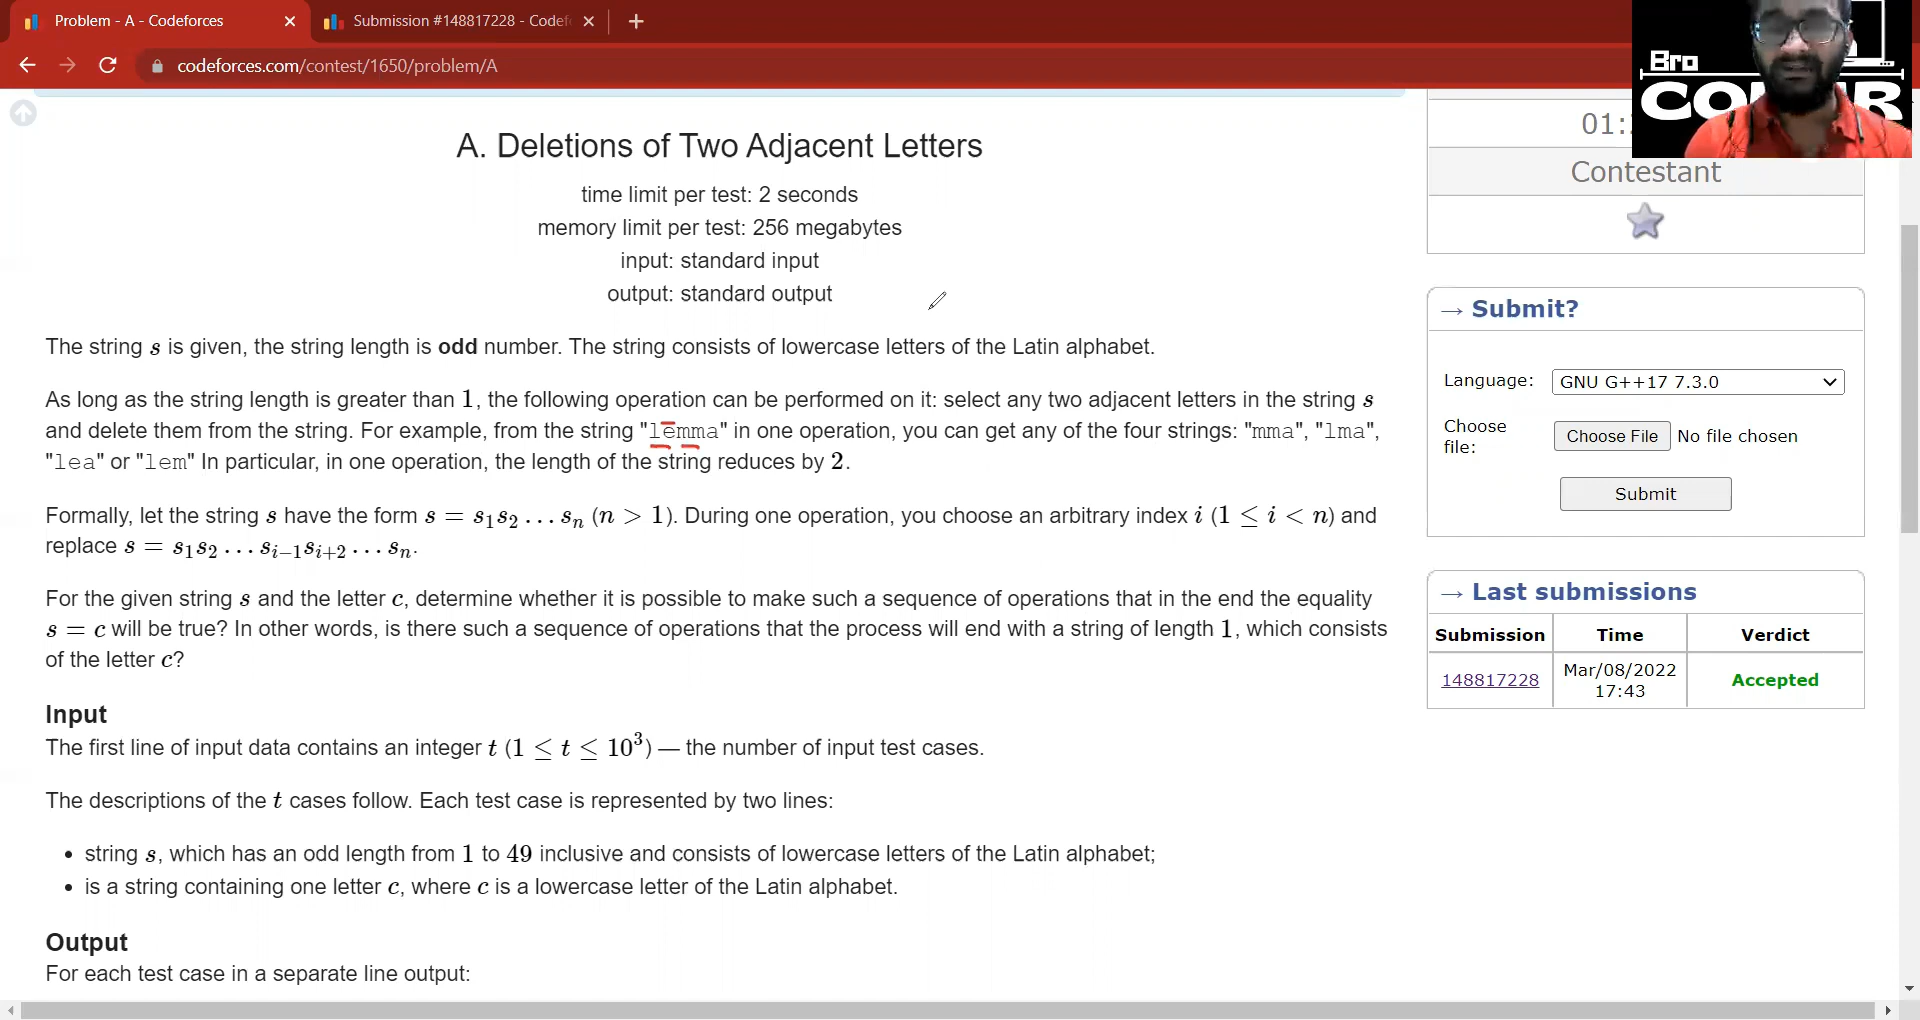 Problem - A - Codeforces
Submission #148817228 - Codef
codeforces.com/contest/1650/problem/A
Bro
A. Deletions of Two Adjacent Letters
time limit per test: 2 seconds
memory limit per test: 256 megabytes
input: standard input
output: standard output
The string s is given, the string length is odd number. The string consists of lowercase letters of the Latin alphabet.
As long as the string length is greater than 1, the following operation can be performed on it: select any two adjacent letters in the string s
and delete them from the string. For example, from the string "lemma" in one operation, you can get any of the four strings: "mma", "lma",
"lea" or "lem" In particular, in one operation, the length of the string reduces by 2.
Formally, let the string s have the form s = s₁s₂…sₙ (n > 1). During one operation, you choose an arbitrary index i (1 ≤ i < n) and
replace s = s₁s₂…sᵢ₋₁sᵢ₊₂…sₙ.
For the given string s and the letter c, determine whether it is possible to make such a sequence of operations that in the end the equality
s = c will be true? In other words, is there such a sequence of operations that the process will end with a string of length 1, which consists
of the letter c?
Input
The first line of input data contains an integer t (1 ≤ t ≤ 10³) — the number of input test cases.
The descriptions of the t cases follow. Each test case is represented by two lines:
• string s, which has an odd length from 1 to 49 inclusive and consists of lowercase letters of the Latin alphabet;
• is a string containing one letter c, where c is a lowercase letter of the Latin alphabet.
Output
For each test case in a separate line output:
Contestant
→ Submit?
Language: GNU G++17 7.3.0
Choose file: Choose File No file chosen
Submit
→ Last submissions
Submission Time Verdict
148817228 Mar/08/2022 17:43 Accepted